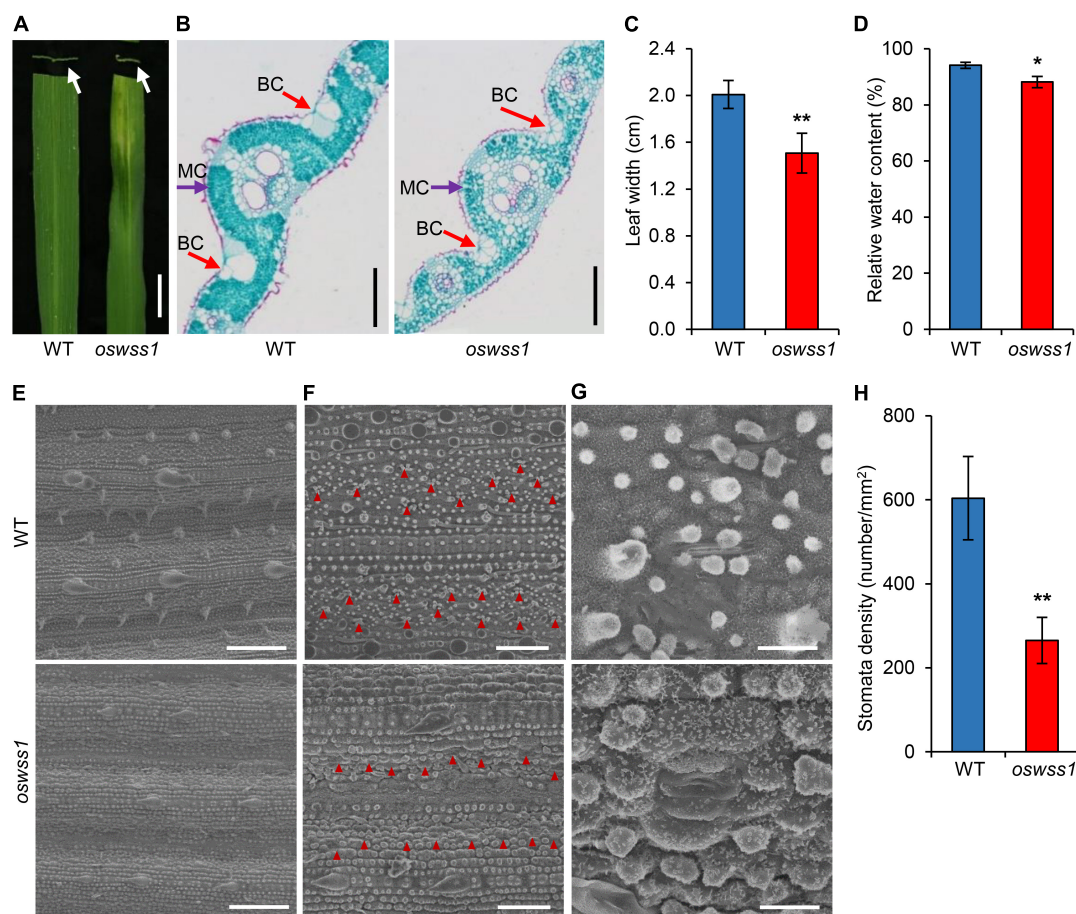 A
B
C
D
BC
MC
BC
BC
MC
BC
WT
oswss1
WT
oswss1
Leaf width (cm)
2.4
2.0
1.6
1.2
0.8
0.4
0.0
**
WT
oswss1
Relative water content (%)
100
80
60
40
20
0
*
WT
oswss1
E
F
G
H
WT
oswss1
Stomata density (number/mm²)
800
600
400
200
0
**
WT
oswss1